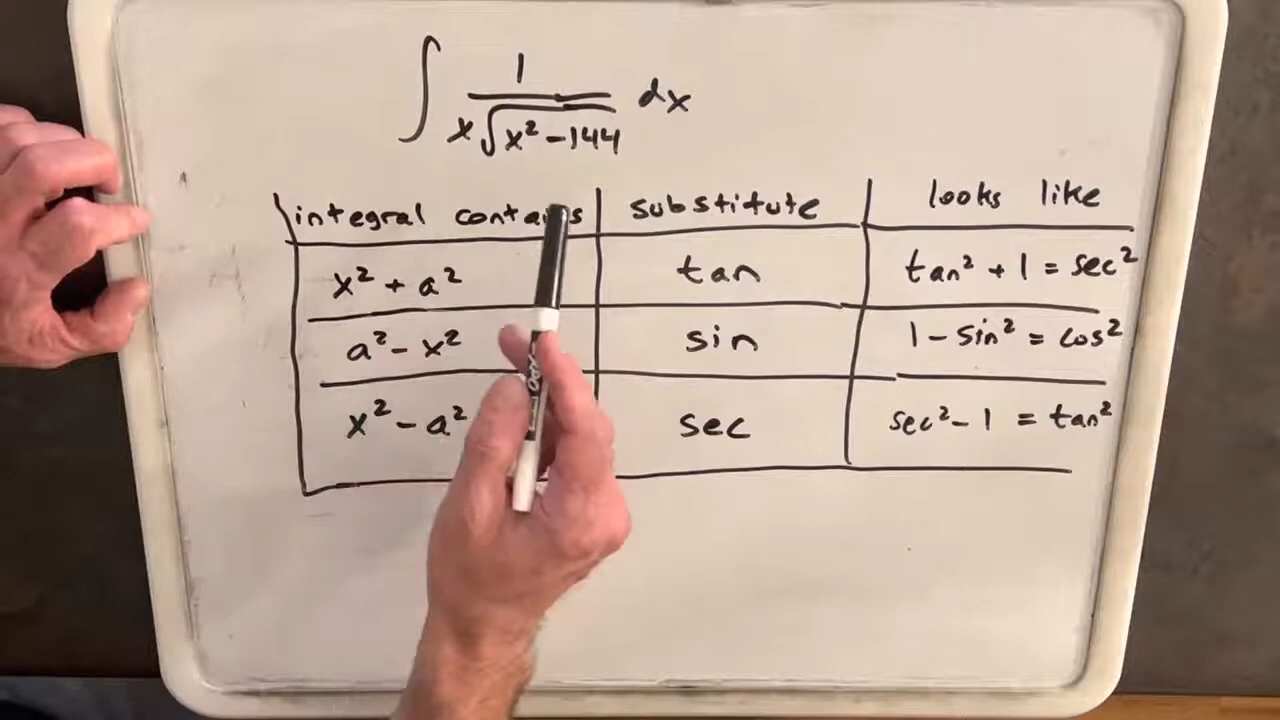 ∫ 1/(x√(x² - 144)) dx
integral contains | substitute | looks like
x² + a² | tan | tan² + 1 = sec²
a² - x² | sin | 1 - sin² = cos²
x² - a² | sec | sec² - 1 = tan²
EXPO